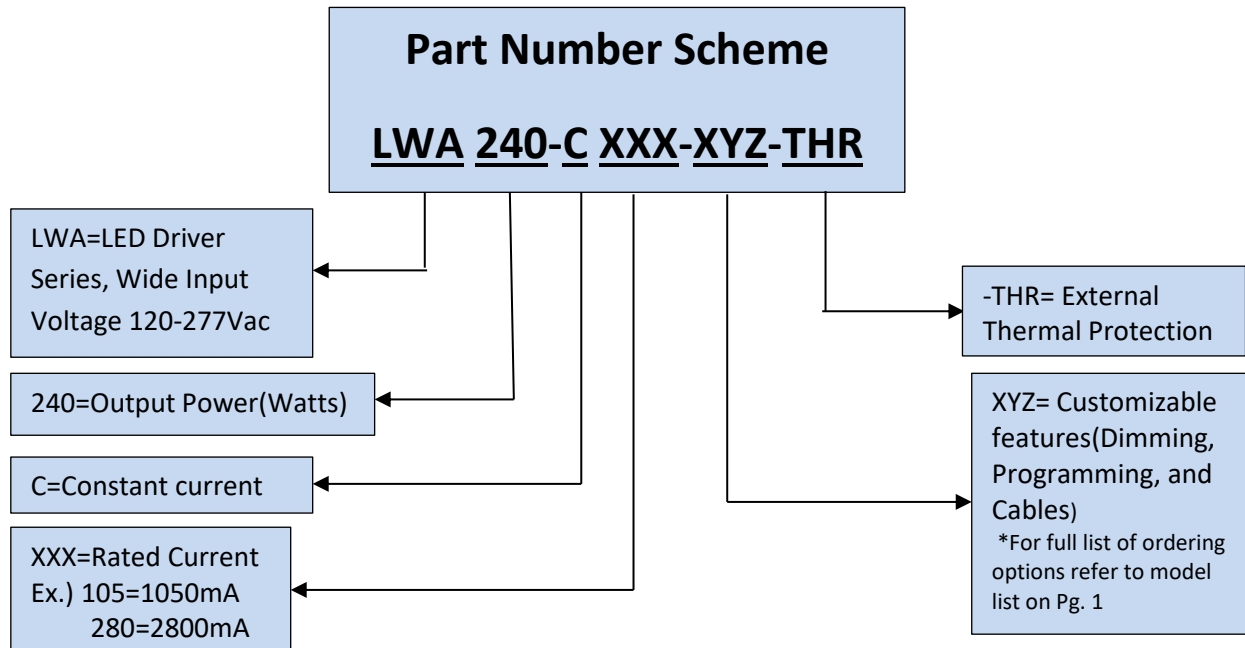 Part Number Scheme
LWA 240-C XXX-XYZ-THR
LWA=LED Driver
Series, Wide Input
Voltage 120-277Vac
240=Output Power(Watts)
C=Constant current
XXX=Rated Current
Ex.) 105=1050mA
280=2800mA
-THR= External
Thermal Protection
XYZ= Customizable
features(Dimming,
Programming, and
Cables)
*For full list of ordering
options refer to model
list on Pg. 1